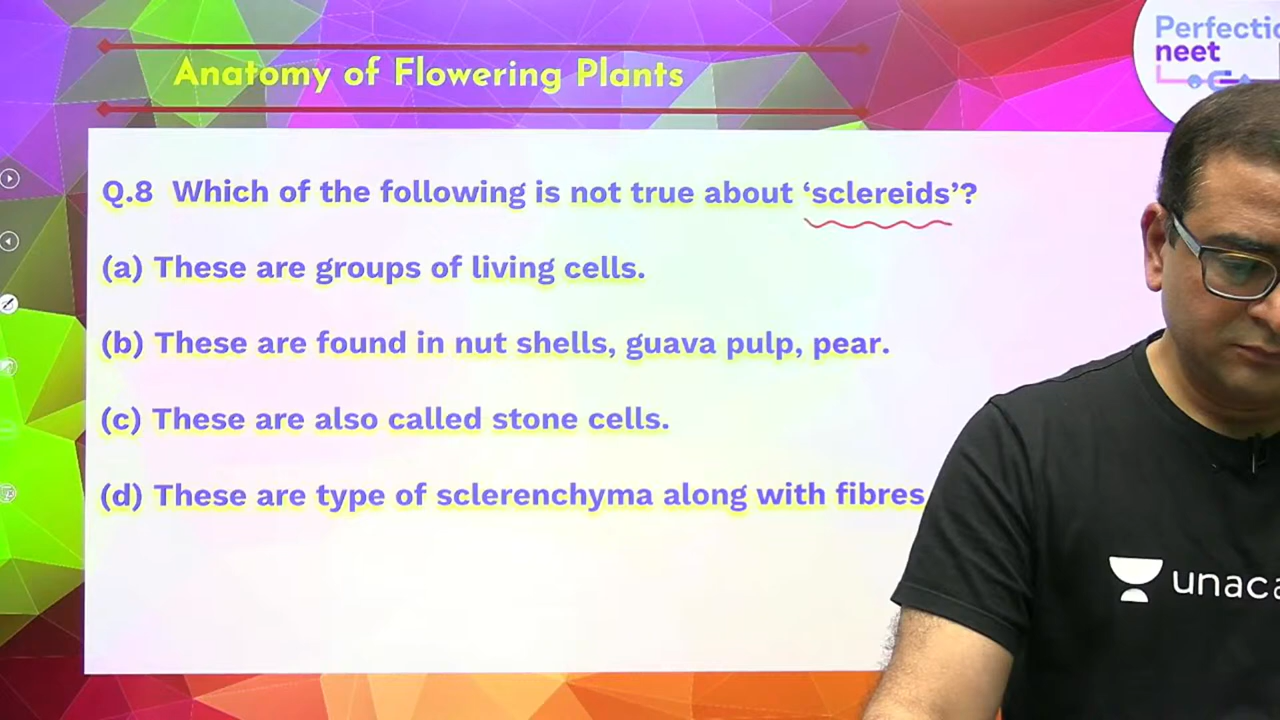 Perfectio
neet
Anatomy of Flowering Plants
Q.8 Which of the following is not true about ‘sclereids’?
(a) These are groups of living cells.
(b) These are found in nut shells, guava pulp, pear.
(c) These are also called stone cells.
(d) These are type of sclerenchyma along with fibres
unaca